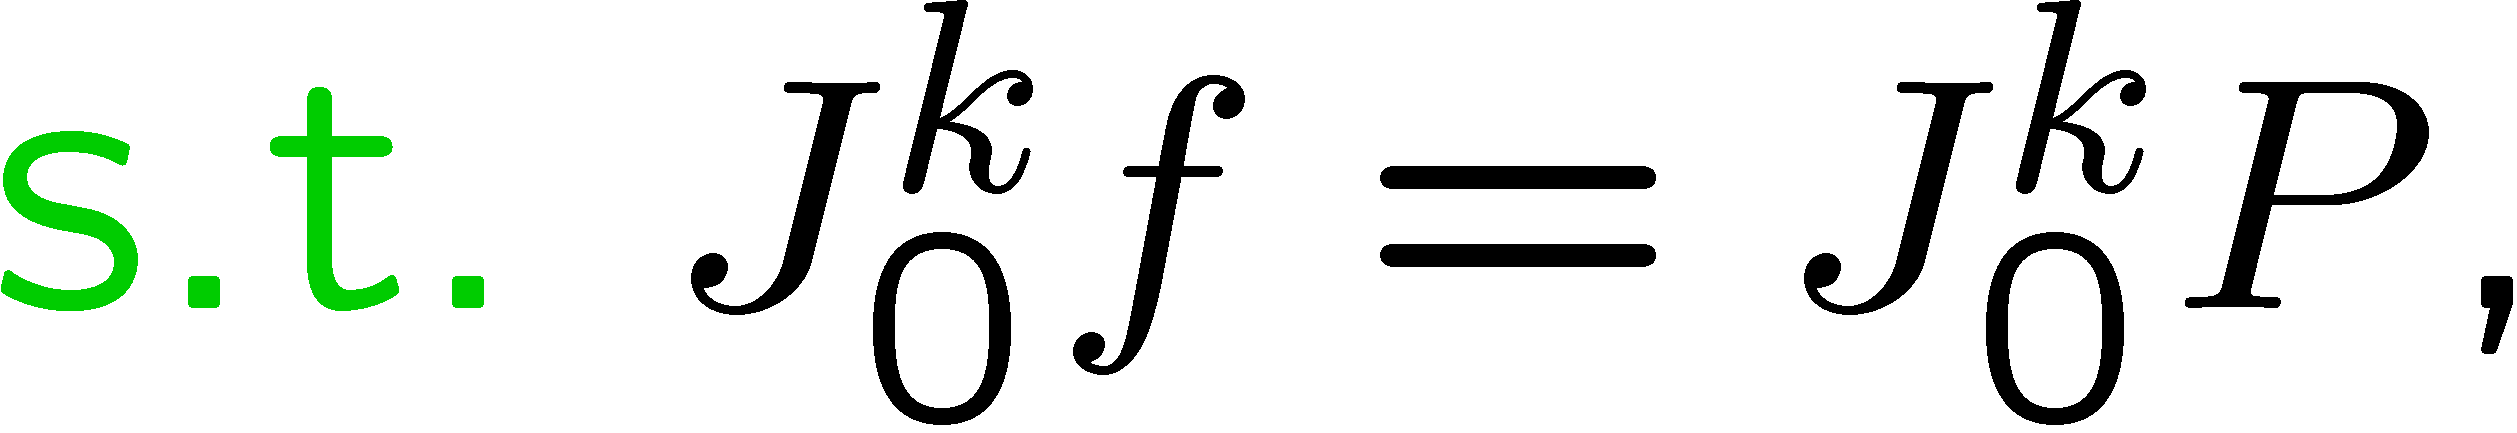 s.t. $J_0^k f = J_0^k P,$